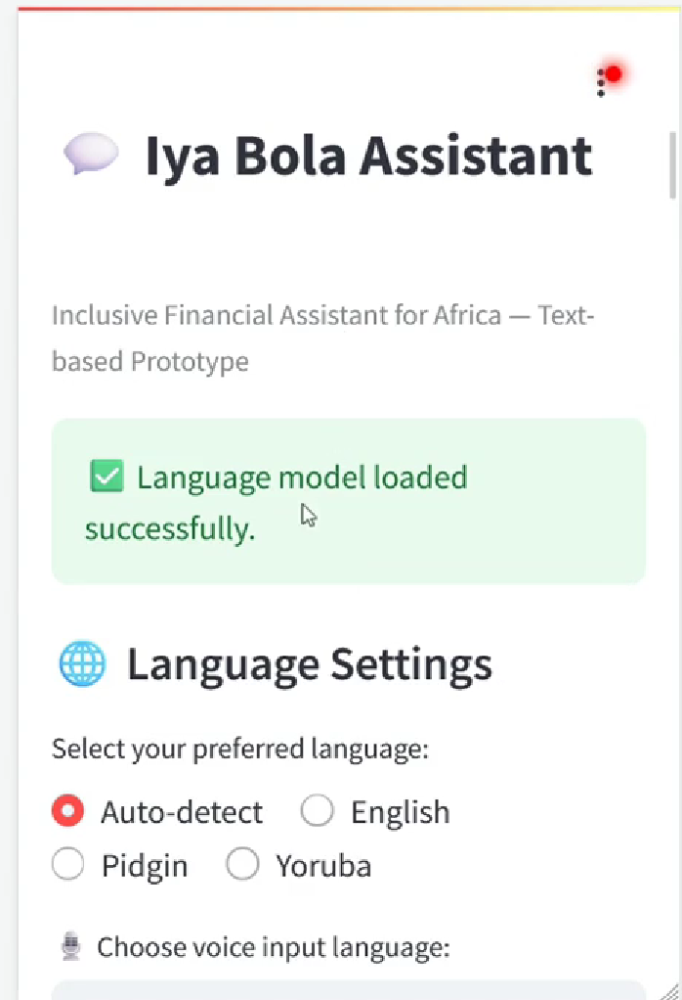 💬 Iya Bola Assistant
Inclusive Financial Assistant for Africa — Text-
based Prototype
✅ Language model loaded
successfully.
🌐 Language Settings
Select your preferred language:
Auto-detect English
Pidgin Yoruba
🎙️ Choose voice input language: